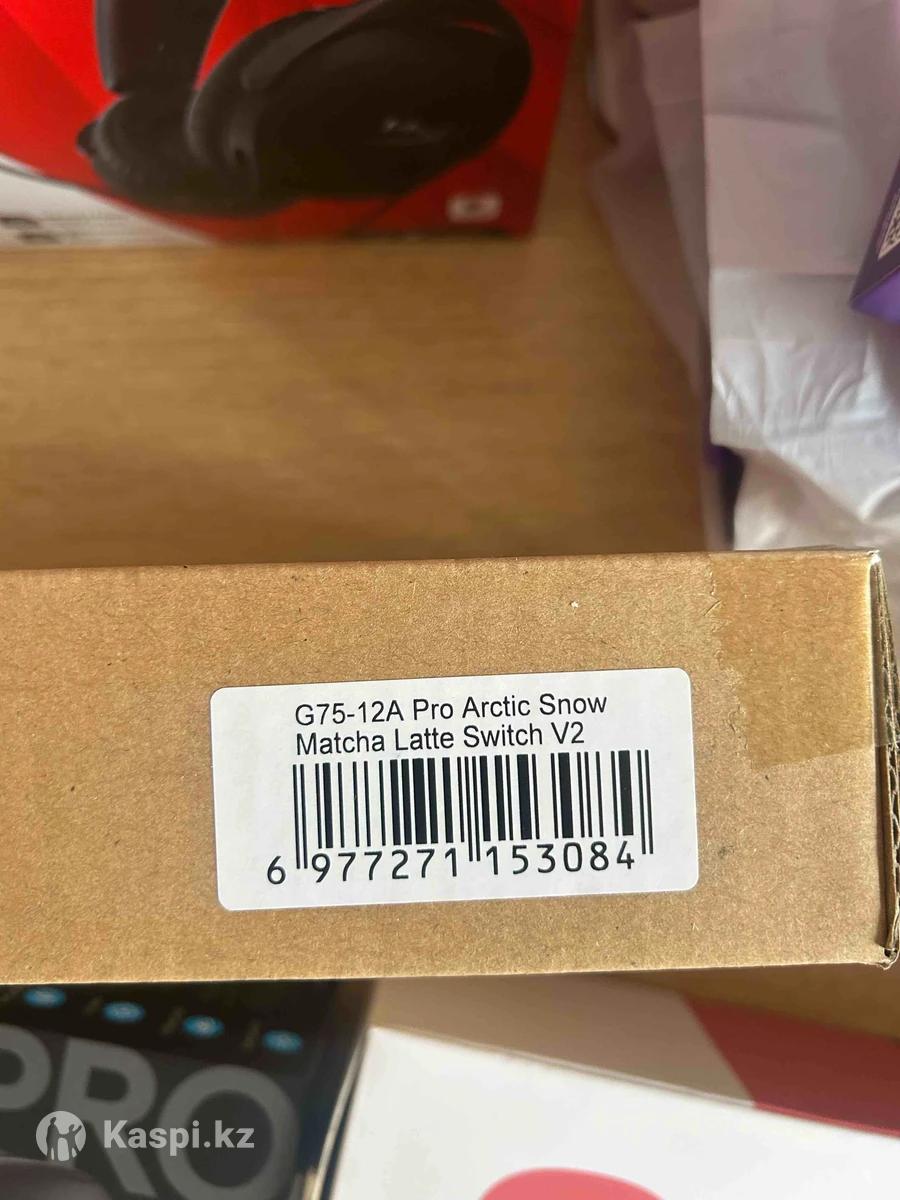 G75-12A Pro Arctic Snow
Matcha Latte Switch V2
6 977271 153084
PRO
Kaspi.kz